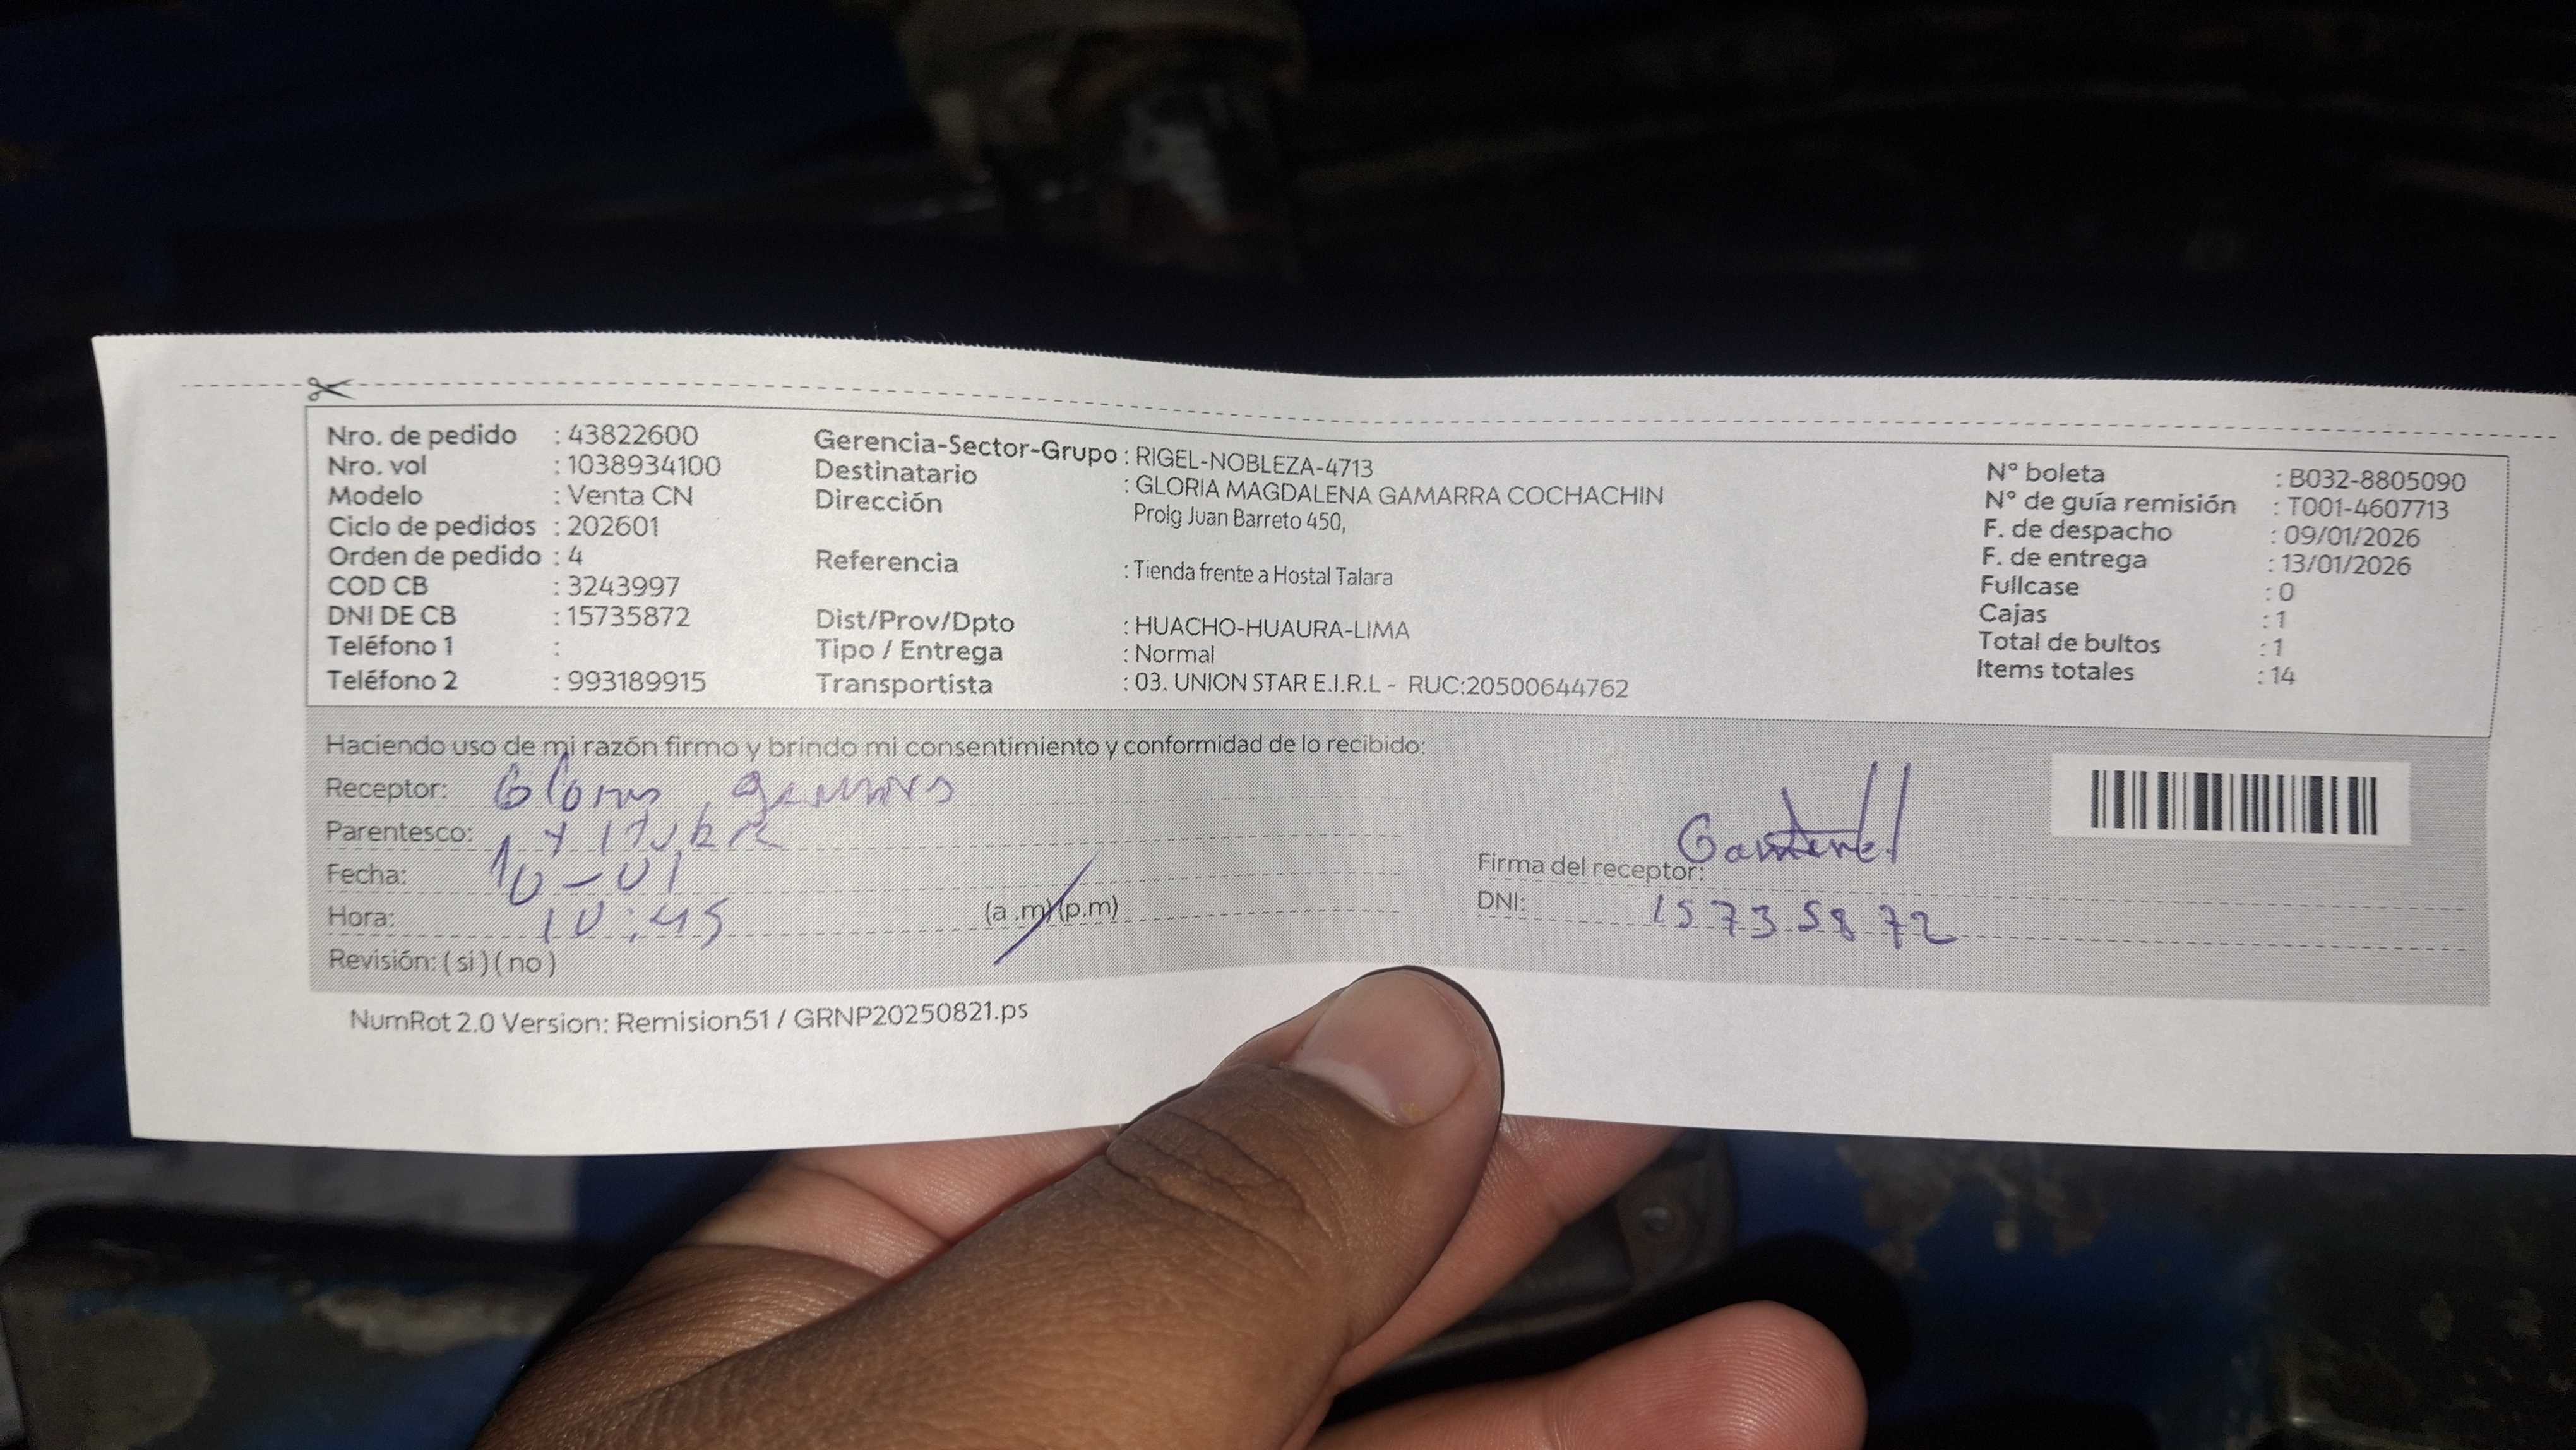 Nro. de pedido : 43822600
Nro. vol : 1038934100
Modelo : Venta CN
Ciclo de pedidos : 202601
Orden de pedido : 4
COD CB : 3243997
DNI DE CB : 15735872
Teléfono 1 :
Teléfono 2 : 993189915
Gerencia-Sector-Grupo : RIGEL-NOBLEZA-4713
Destinatario : GLORIA MAGDALENA GAMARRA COCHACHIN
Dirección Prolg Juan Barreto 450,
Referencia : Tienda frente a Hostal Talara
Dist/Prov/Dpto : HUACHO-HUAURA-LIMA
Tipo / Entrega : Normal
Transportista : 03. UNION STAR E.I.R.L - RUC:20500644762
N° boleta : B032-8805090
N° de guía remisión : T001-4607713
F. de despacho : 09/01/2026
F. de entrega : 13/01/2026
Fullcase : 0
Cajas : 1
Total de bultos : 1
Items totales : 14
Haciendo uso de mi razón firmo y brindo mi consentimiento y conformidad de lo recibido:
Receptor: Gloria Gamarra
Parentesco:
Fecha: 10-01
Hora: 10:45 (a .m) (p.m)
Revisión: ( si ) ( no )
Firma del receptor:
DNI: 15735872
NumRot 2.0 Version: Remision51 / GRNP20250821.ps